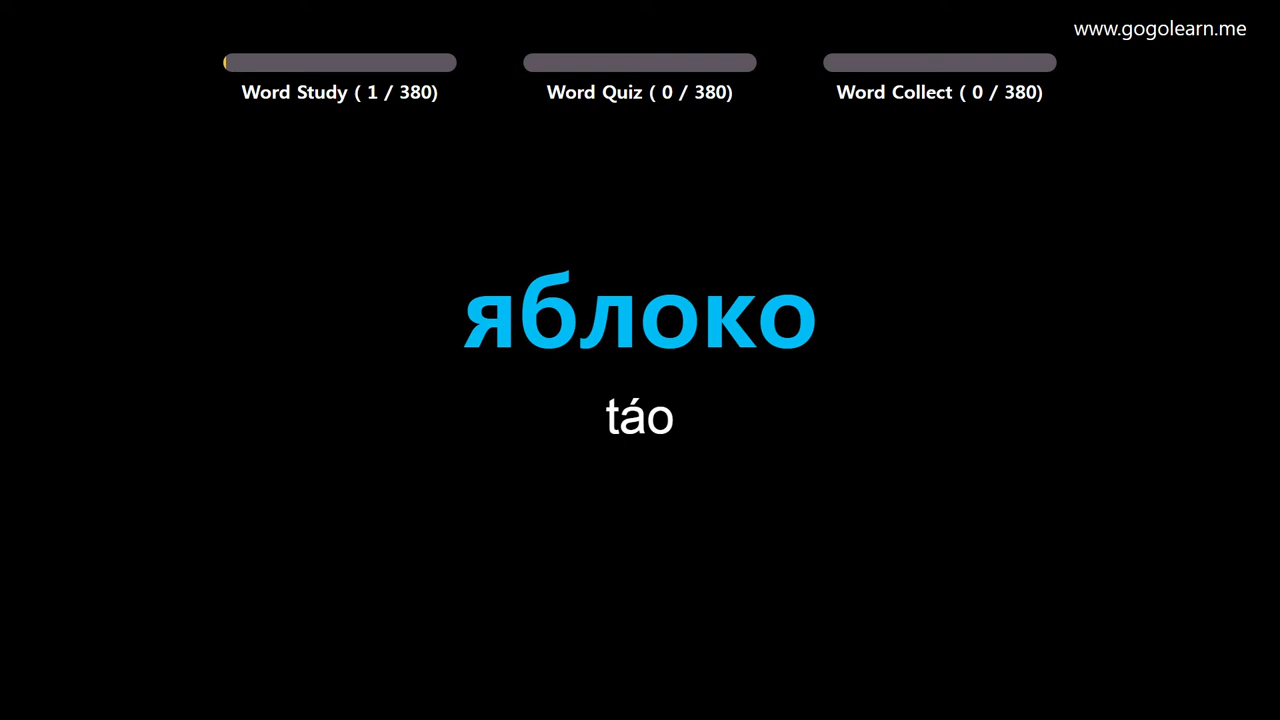 www.gogolearn.me
Word Study ( 1 / 380)
Word Quiz ( 0 / 380)
Word Collect ( 0 / 380)
яблоко
táo